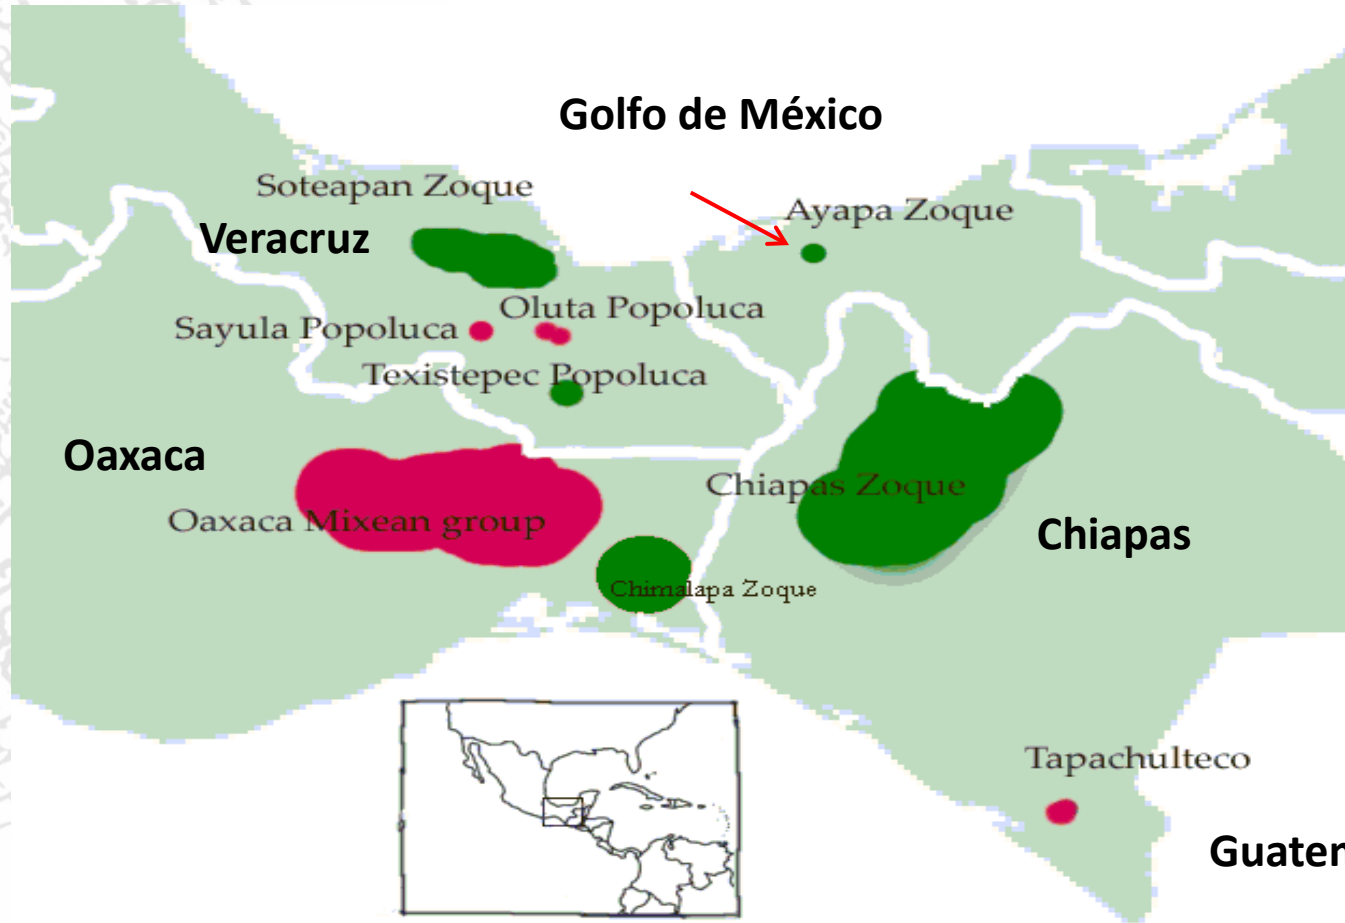 Golfo de México
Soteapan Zoque
Ayapa Zoque
Veracruz
Oluta Popoluca
Sayula Popoluca
Texistepec Popoluca
Oaxaca
Chiapas Zoque
Oaxaca Mixean group
Chiapas
Chimalapa Zoque
Tapachulteco